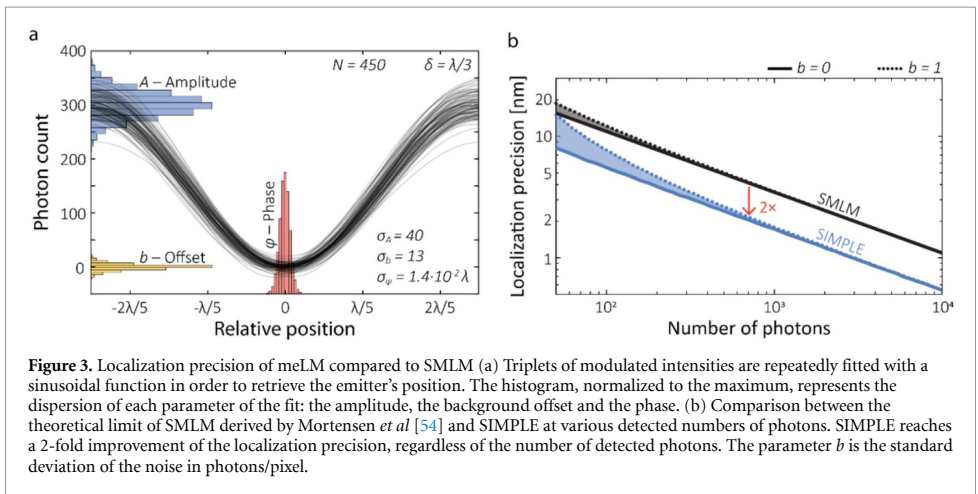 a
400
300
200
100
0
Photon count
A – Amplitude
N = 450
δ = λ/3
φ – Phase
b – Offset
σA = 40
σb = 13
σφ = 1.4·10² λ
-2λ/5
-λ/5
0
λ/5
2λ/5
Relative position
b
b = 0
b = 1
20
10
5
2
1
Localization precision [nm]
SMLM
2×
SIMPLE
10²
10³
10⁴
Number of photons
Figure 3. Localization precision of meLM compared to SMLM (a) Triplets of modulated intensities are repeatedly fitted with a
sinusoidal function in order to retrieve the emitter's position. The histogram, normalized to the maximum, represents the
dispersion of each parameter of the fit: the amplitude, the background offset and the phase. (b) Comparison between the
theoretical limit of SMLM derived by Mortensen et al [54] and SIMPLE at various detected numbers of photons. SIMPLE reaches
a 2-fold improvement of the localization precision, regardless of the number of detected photons. The parameter b is the standard
deviation of the noise in photons/pixel.